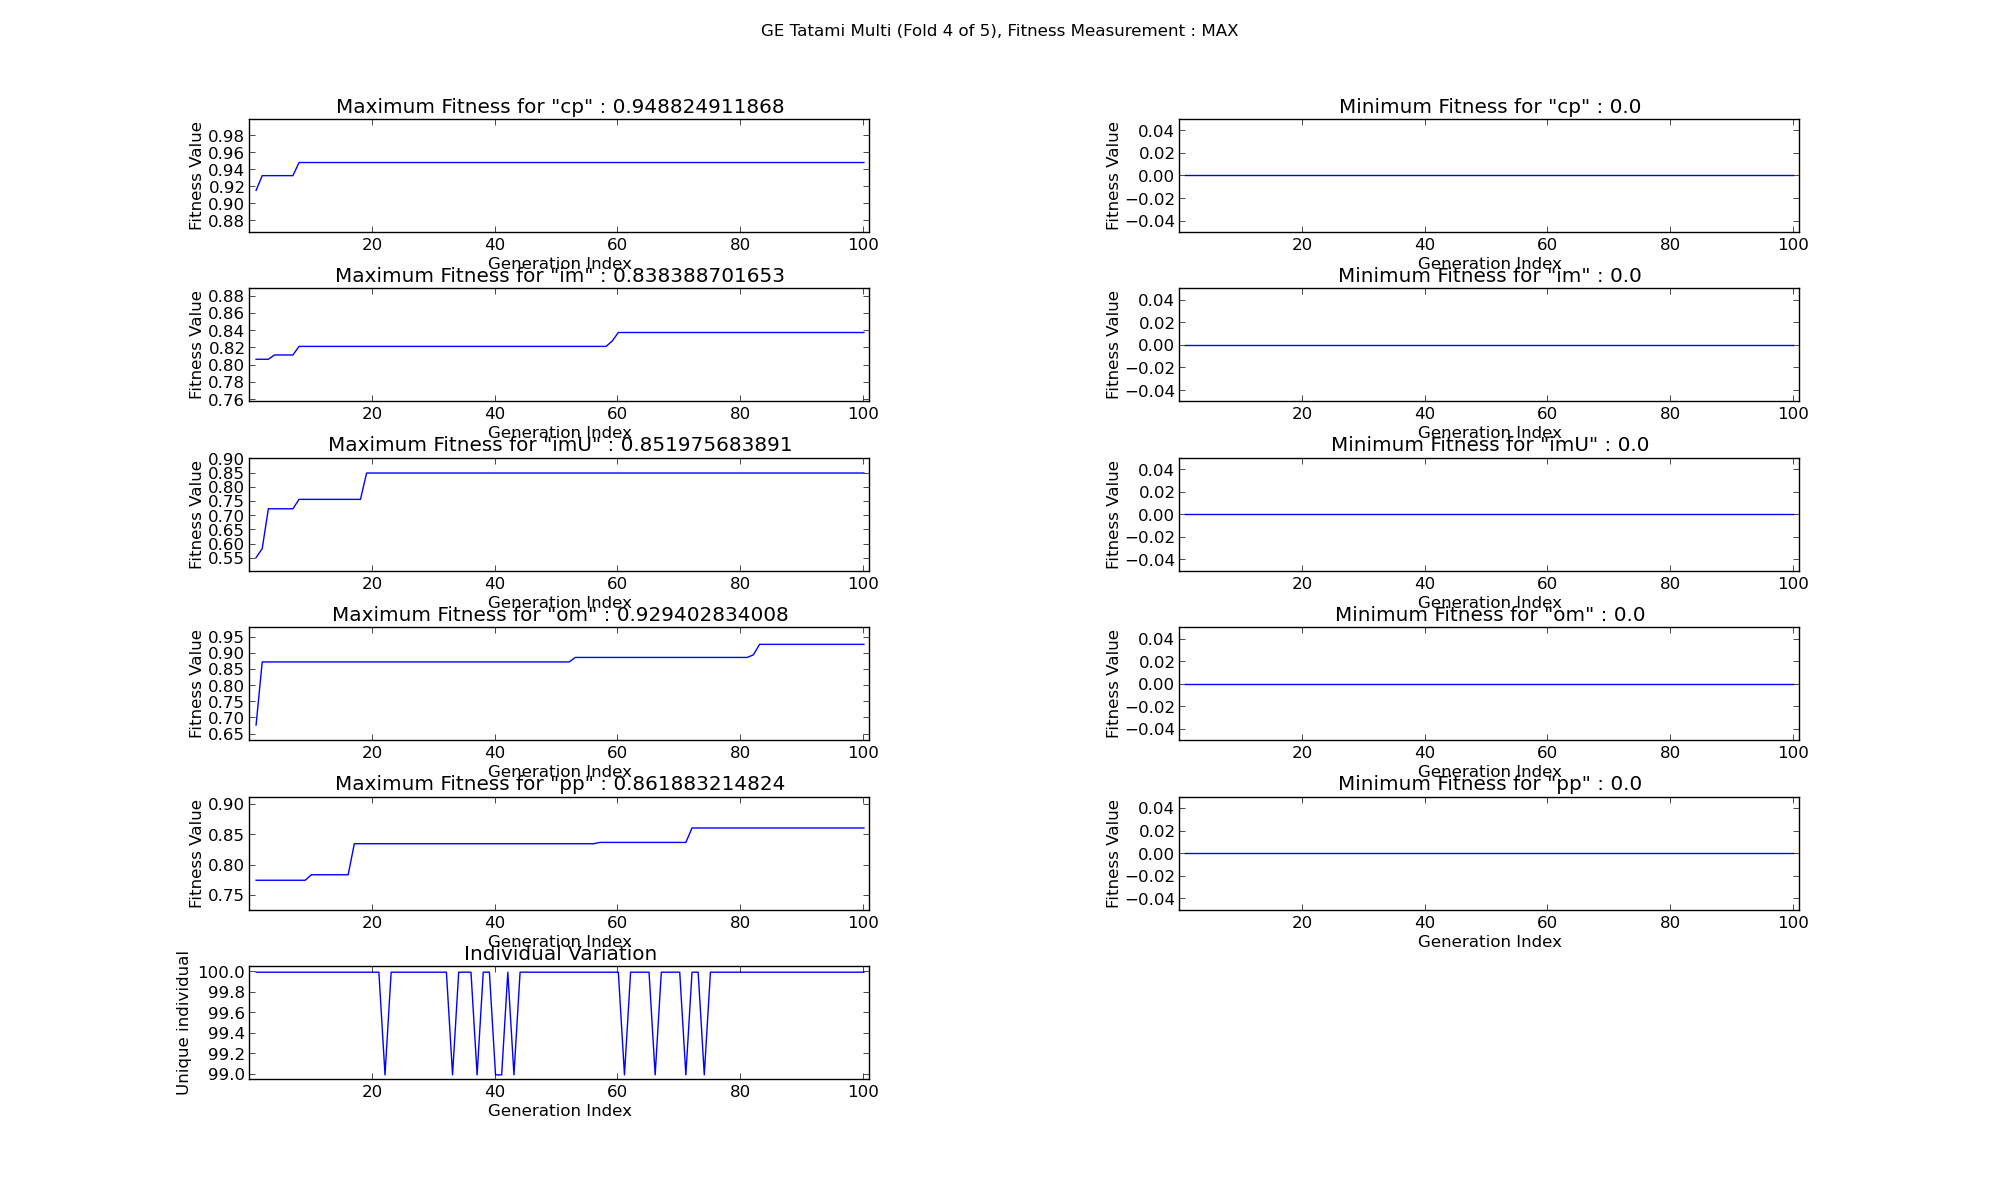 GE Tatami Multi (Fold 4 of 5), Fitness Measurement : MAX
Maximum Fitness for "cp" : 0.948824911868
Fitness Value
0.98
0.96
0.94
0.92
0.90
0.88
20 40 60 80 100
Generation Index
Maximum Fitness for "im" : 0.838388701653
Fitness Value
0.88
0.86
0.84
0.82
0.80
0.78
0.76
20 40 60 80 100
Generation Index
Maximum Fitness for "imU" : 0.851975683891
Fitness Value
0.90
0.85
0.80
0.75
0.70
0.65
0.60
0.55
20 40 60 80 100
Generation Index
Maximum Fitness for "om" : 0.929402834008
Fitness Value
0.95
0.90
0.85
0.80
0.75
0.70
0.65
20 40 60 80 100
Generation Index
Maximum Fitness for "pp" : 0.861883214824
Fitness Value
0.90
0.85
0.80
0.75
20 40 60 80 100
Generation Index
Individual Variation
Unique individual
100.0
99.8
99.6
99.4
99.2
99.0
20 40 60 80 100
Generation Index
Minimum Fitness for "cp" : 0.0
Fitness Value
0.04
0.02
0.00
−0.02
−0.04
20 40 60 80 100
Generation Index
Minimum Fitness for "im" : 0.0
Fitness Value
0.04
0.02
0.00
−0.02
−0.04
20 40 60 80 100
Generation Index
Minimum Fitness for "imU" : 0.0
Fitness Value
0.04
0.02
0.00
−0.02
−0.04
20 40 60 80 100
Generation Index
Minimum Fitness for "om" : 0.0
Fitness Value
0.04
0.02
0.00
−0.02
−0.04
20 40 60 80 100
Generation Index
Minimum Fitness for "pp" : 0.0
Fitness Value
0.04
0.02
0.00
−0.02
−0.04
20 40 60 80 100
Generation Index